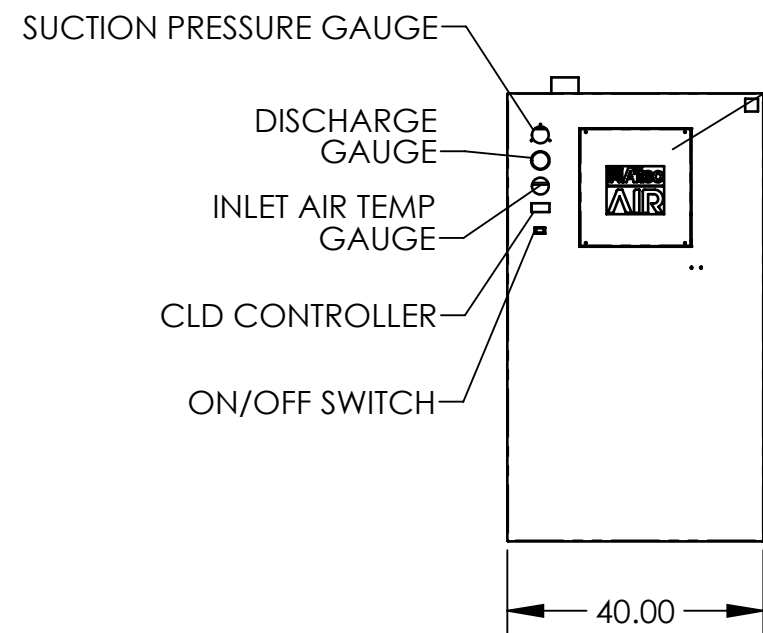 SUCTION PRESSURE GAUGE
DISCHARGE
GAUGE
INLET AIR TEMP
GAUGE
CLD CONTROLLER
ON/OFF SWITCH
AIR
40.00